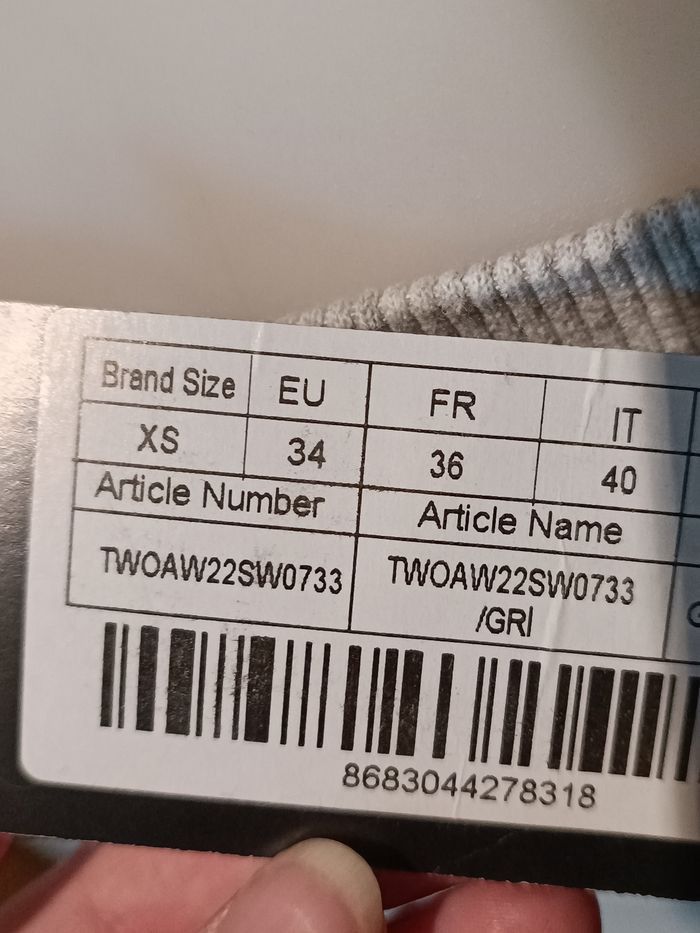 Brand Size EU FR IT
XS 34 36 40
Article Number Article Name
TWOAW22SW0733 TWOAW22SW0733
/GRI
8683044278318